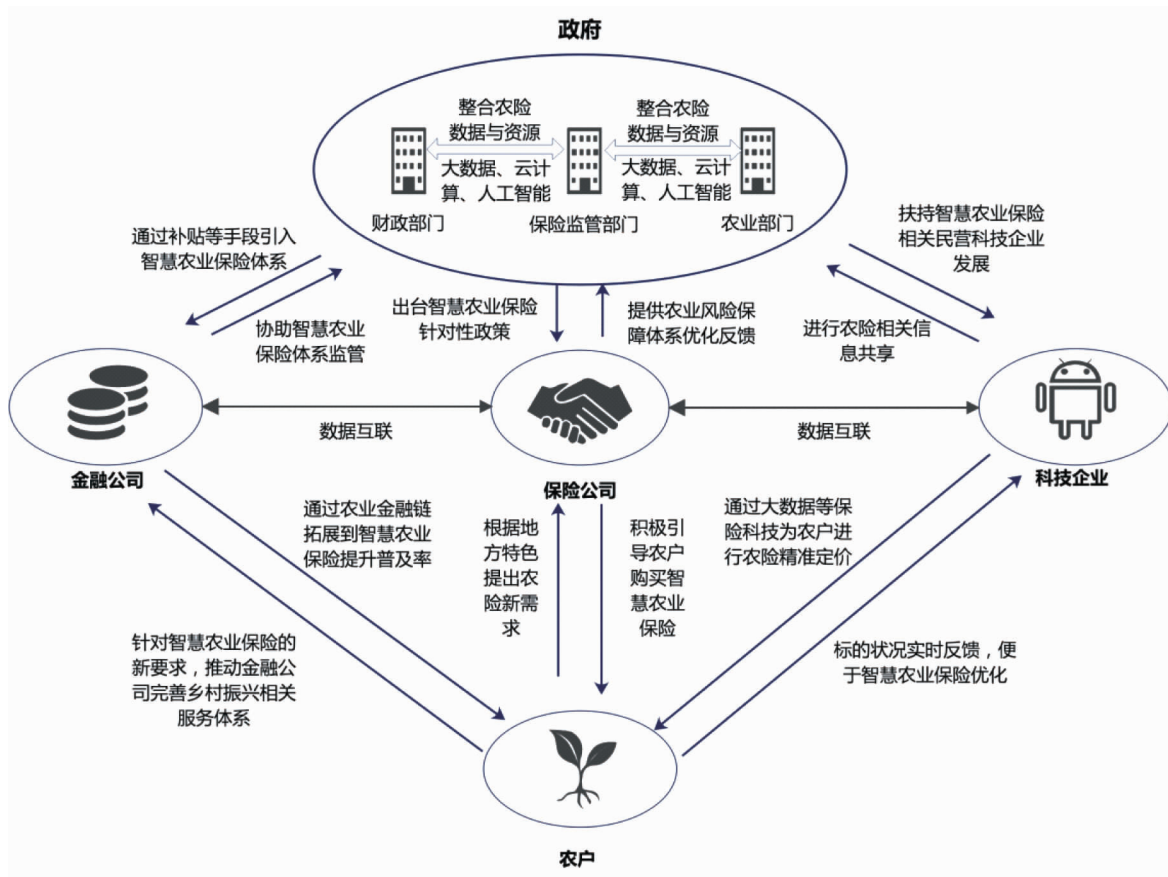 政府
整合农险
数据与资源
整合农险
数据与资源
大数据、云计
算、人工智能
大数据、云计
算、人工智能
财政部门
保险监管部门
农业部门
通过补贴等手段引入
智慧农业保险体系
扶持智慧农业保险
相关民营科技企业
发展
协助智慧农业
保险体系监管
出台智慧农业保险
针对性政策
提供农业风险保
障体系优化反馈
进行农险相关信
息共享
数据互联
数据互联
金融公司
保险公司
科技企业
通过农业金融链
拓展到智慧农业
保险提升普及率
根据地
方特色
提出农
险新需
求
积极引
导农户
购买智
慧农业
保险
通过大数据等保
险科技为农户进
行农险精准定价
针对智慧农业保险的
新要求，推动金融公
司完善乡村振兴相关
服务体系
标的状况实时反馈，便
于智慧农业保险优化
农户